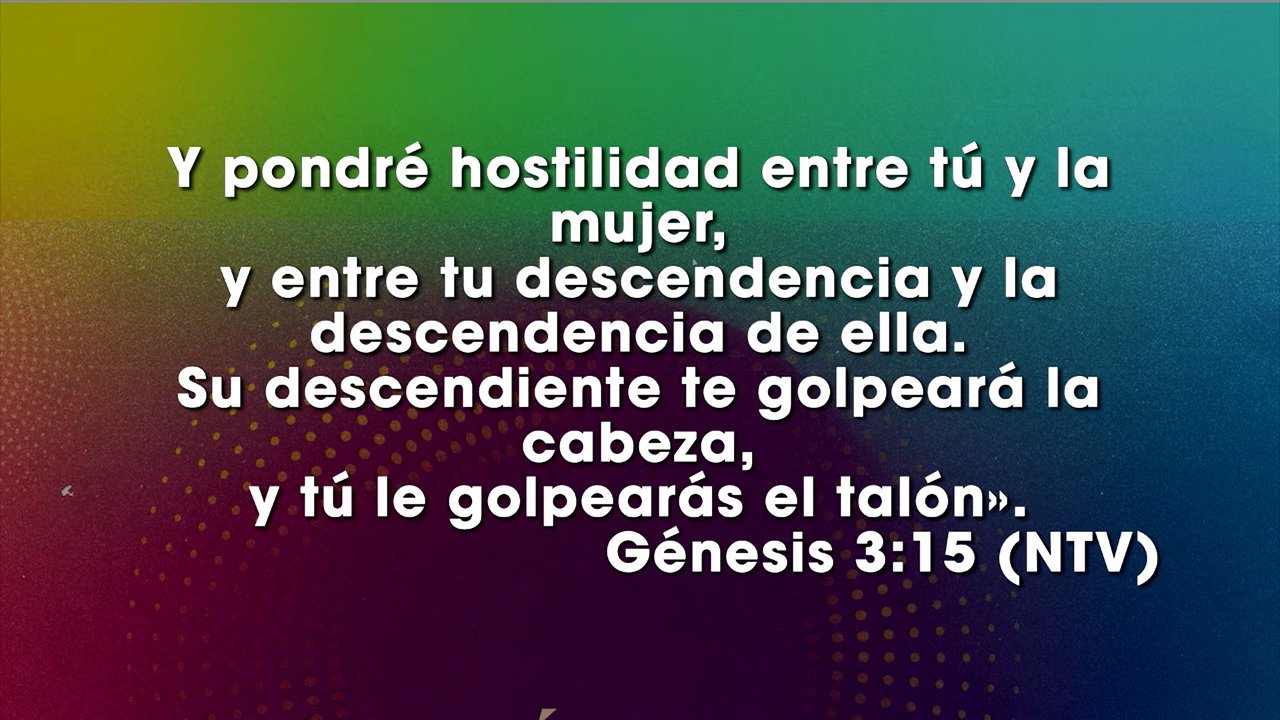 Y pondré hostilidad entre tú y la
mujer,
y entre tu descendencia y la
descendencia de ella.
Su descendiente te golpeará la
cabeza,
y tú le golpearás el talón».
Génesis 3:15 (NTV)